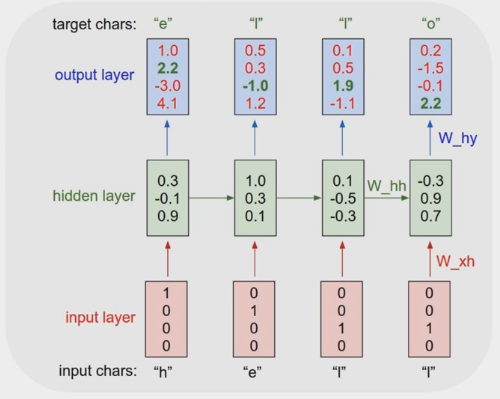 target chars: "e" "l" "l" "o"
output layer
1.0 0.5 0.1 0.2
2.2 0.3 0.5 -1.5
-3.0 -1.0 1.9 -0.1
4.1 1.2 -1.1 2.2
W_hy
hidden layer
0.3 1.0 0.1 -0.3
-0.1 0.3 -0.5 0.9
0.9 0.1 -0.3 0.7
W_hh
W_xh
input layer
1 0 0 0
0 1 0 0
0 0 1 1
0 0 0 0
input chars: "h" "e" "l" "l"